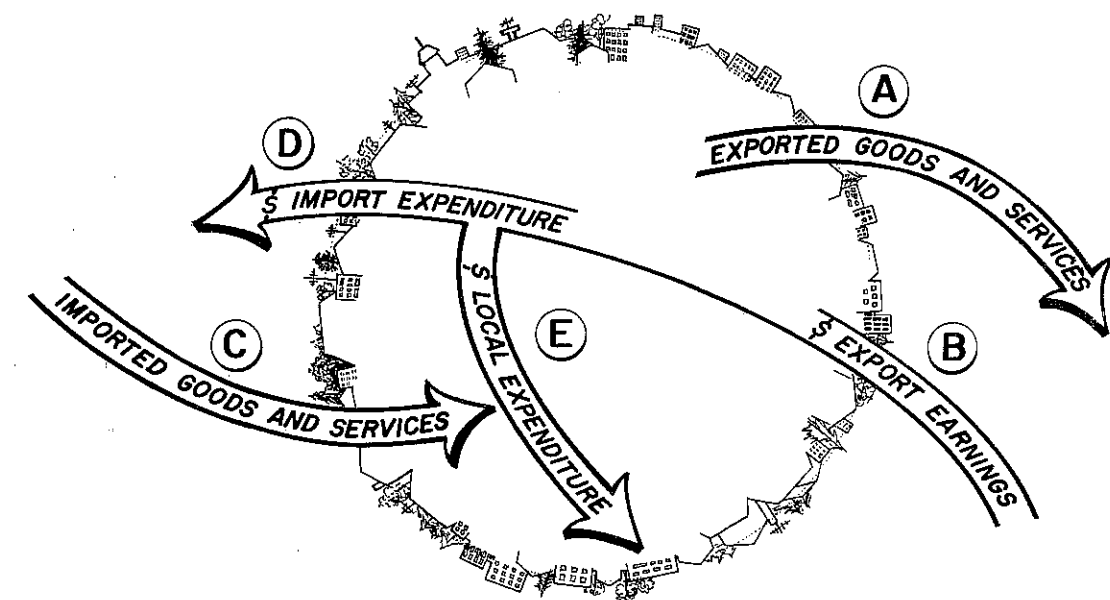 A
EXPORTED GOODS AND SERVICES
D
$ IMPORT EXPENDITURE
$ LOCAL EXPENDITURE
E
B
$ EXPORT EARNINGS
C
IMPORTED GOODS AND SERVICES